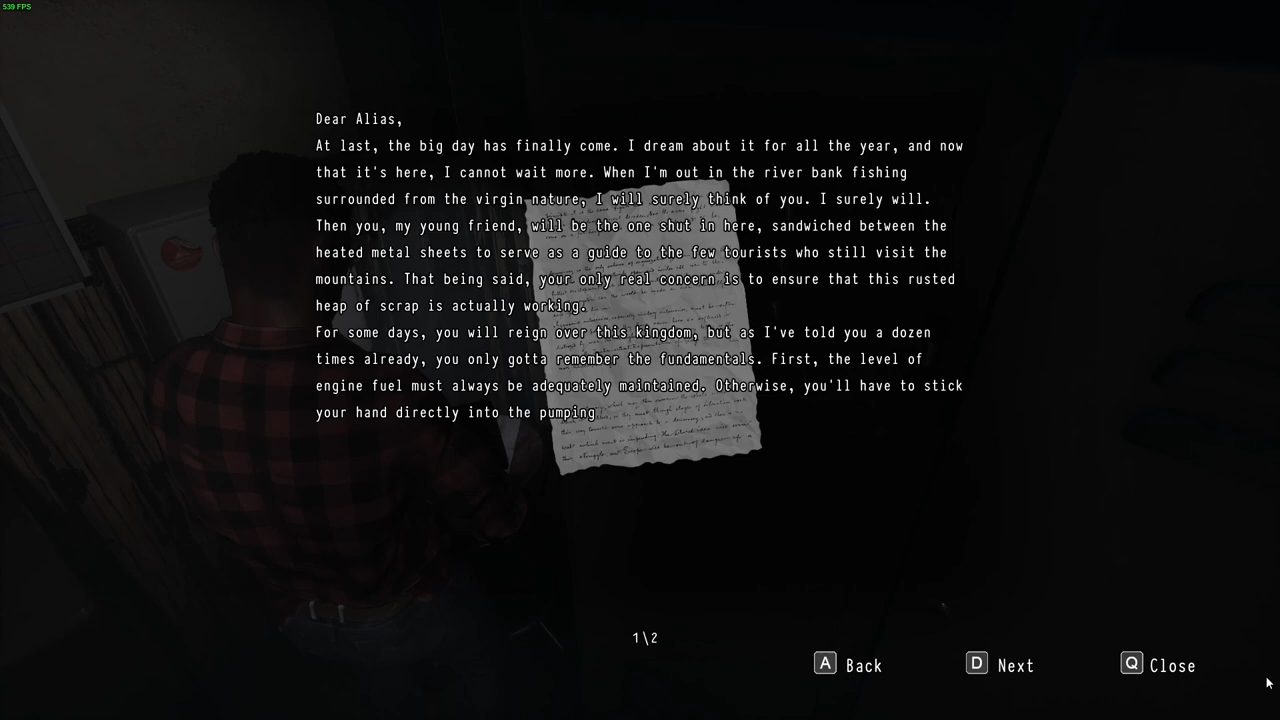 539 FPS
Dear Alias,
At last, the big day has finally come. I dream about it for all the year, and now
that it's here, I cannot wait more. When I'm out in the river bank fishing
surrounded from the virgin nature, I will surely think of you. I surely will.
Then you, my young friend, will be the one shut in here, sandwiched between the
heated metal sheets to serve as a guide to the few tourists who still visit the
mountains. That being said, your only real concern is to ensure that this rusted
heap of scrap is actually working.
For some days, you will reign over this kingdom, but as I've told you a dozen
times already, you only gotta remember the fundamentals. First, the level of
engine fuel must always be adequately maintained. Otherwise, you'll have to stick
your hand directly into the pumping
1\2
A Back
D Next
Q Close